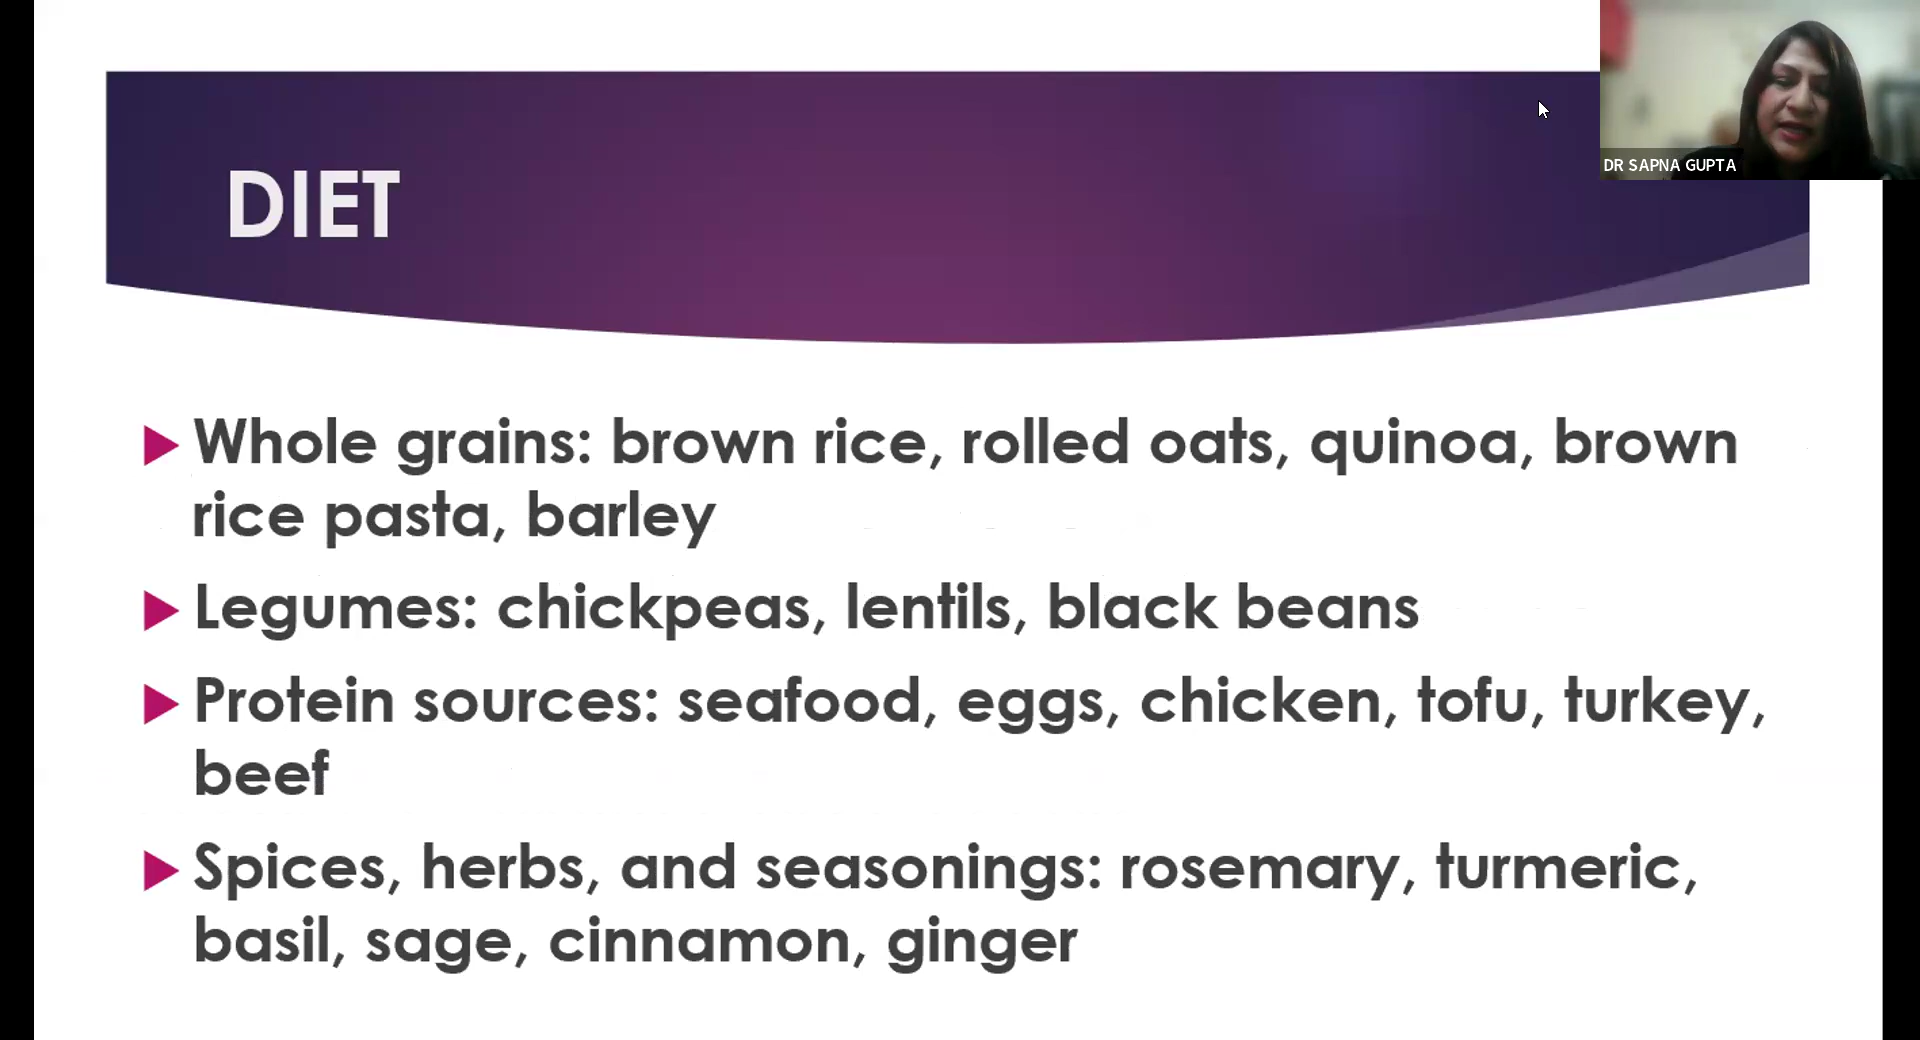 DR SAPNA GUPTA
DIET
Whole grains: brown rice, rolled oats, quinoa, brown
rice pasta, barley
Legumes: chickpeas, lentils, black beans
Protein sources: seafood, eggs, chicken, tofu, turkey,
beef
Spices, herbs, and seasonings: rosemary, turmeric,
basil, sage, cinnamon, ginger